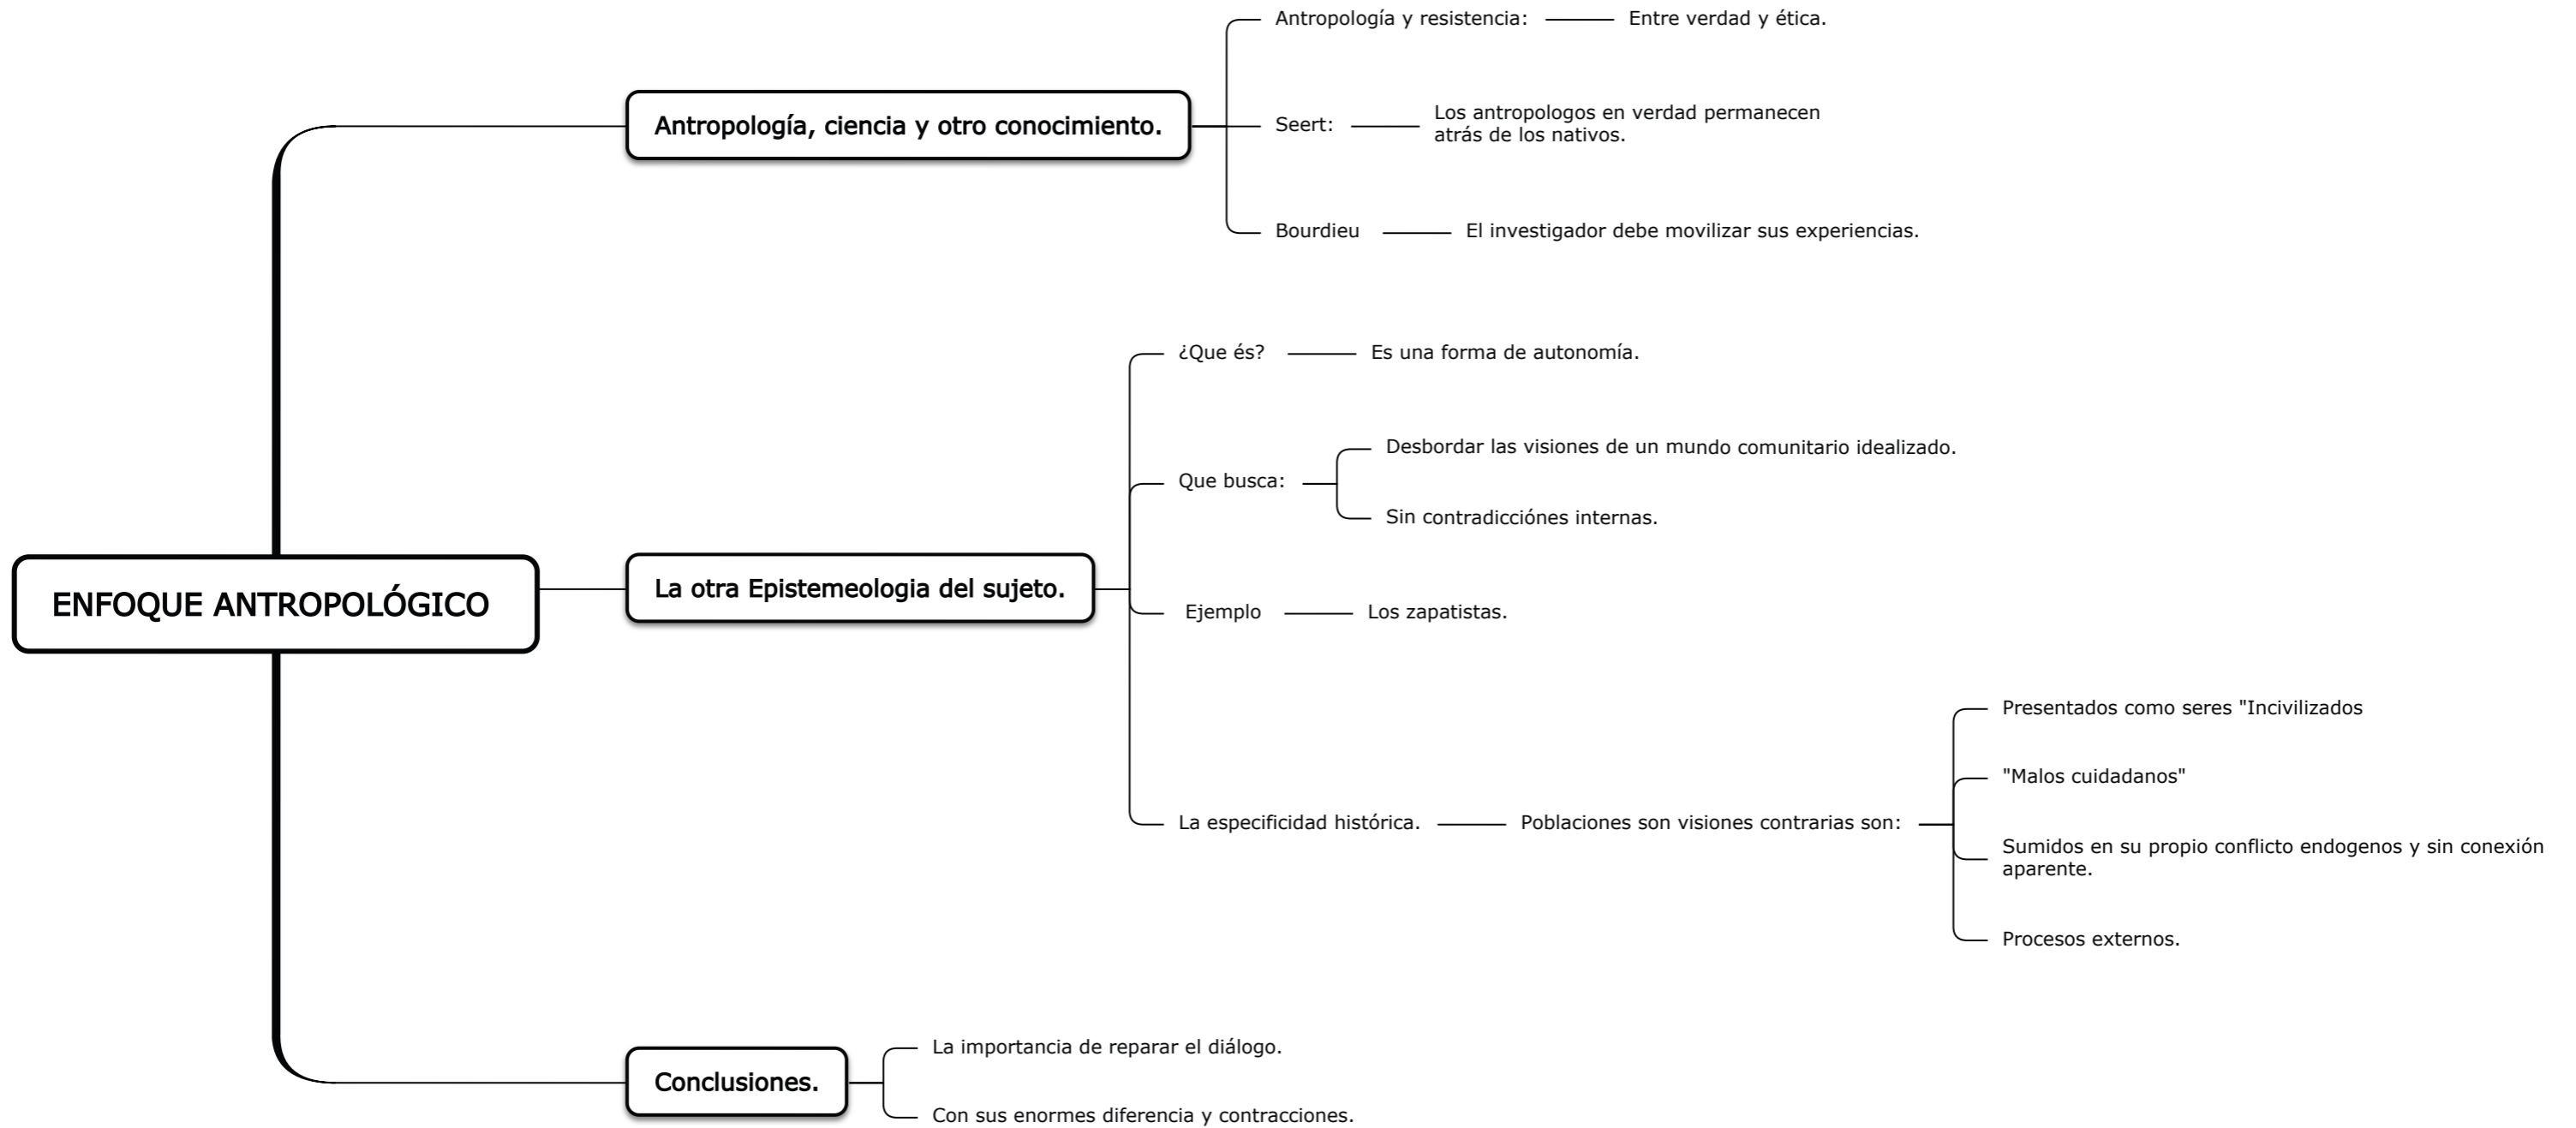 ENFOQUE ANTROPOLÓGICO
Antropología, ciencia y otro conocimiento.
Antropología y resistencia:
Entre verdad y ética.
Seert:
Los antropologos en verdad permanecen
atrás de los nativos.
Bourdieu
El investigador debe movilizar sus experiencias.
La otra Epistemeologia del sujeto.
¿Que és?
Es una forma de autonomía.
Que busca:
Desbordar las visiones de un mundo comunitario idealizado.
Sin contradicciónes internas.
Ejemplo
Los zapatistas.
La especificidad histórica.
Poblaciones son visiones contrarias son:
Presentados como seres "Incivilizados
"Malos cuidadanos"
Sumidos en su propio conflicto endogenos y sin conexión
aparente.
Procesos externos.
Conclusiones.
La importancia de reparar el diálogo.
Con sus enormes diferencia y contracciones.